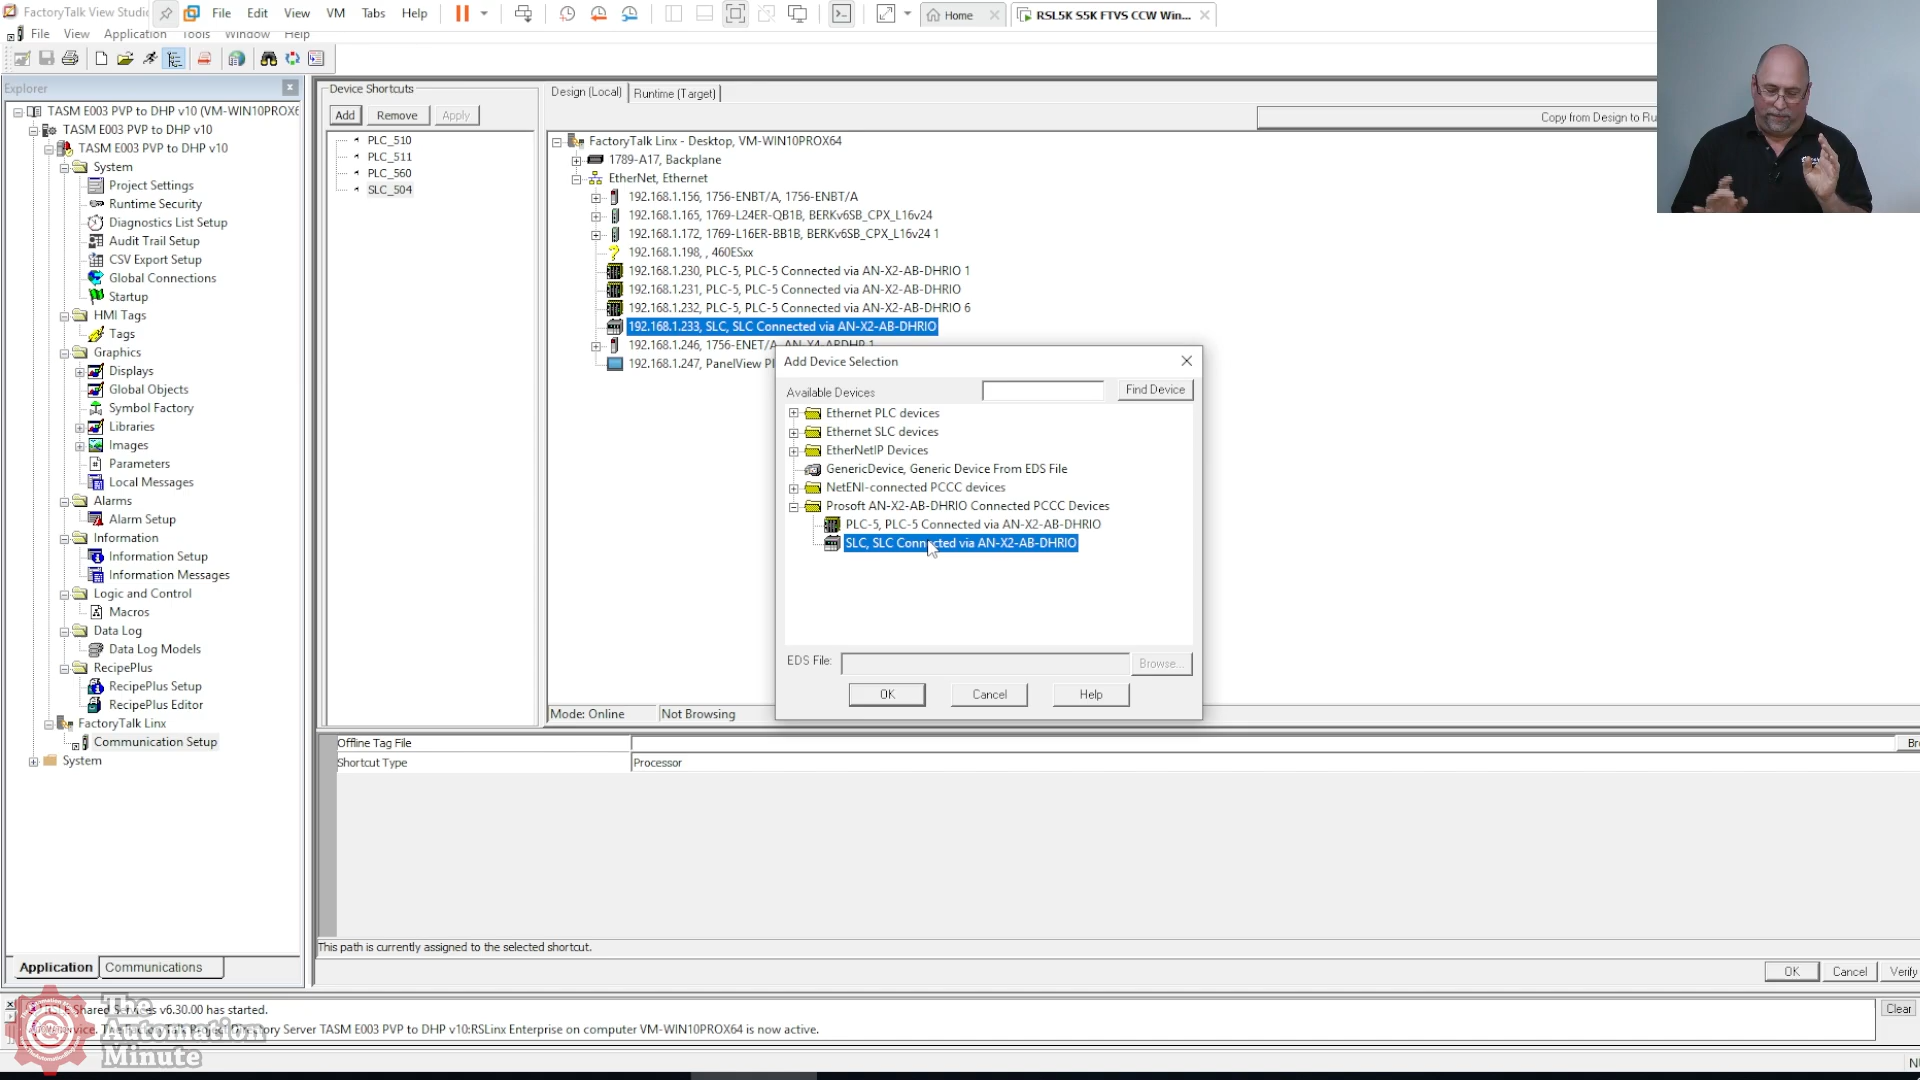 FactoryTalk View Studio
File Edit View VM Tabs Help
Home
RSL5K S5K FTVS CCW Win...
File View Application Tools Window Help
Explorer
TASM E003 PVP to DHP v10 (VM-WIN10PROX6
TASM E003 PVP to DHP v10
TASM E003 PVP to DHP v10
System
Project Settings
Runtime Security
Diagnostics List Setup
Audit Trail Setup
CSV Export Setup
Global Connections
Startup
HMI Tags
Tags
Graphics
Displays
Global Objects
Symbol Factory
Libraries
Images
Parameters
Local Messages
Alarms
Alarm Setup
Information
Information Setup
Information Messages
Logic and Control
Macros
Data Log
Data Log Models
RecipePlus
RecipePlus Setup
RecipePlus Editor
FactoryTalk Linx
Communication Setup
System
Application Communications
Device Shortcuts
Add Remove Apply
PLC_510
PLC_511
PLC_560
SLC_504
Design (Local) Runtime (Target)
Copy from Design to Ru
FactoryTalk Linx - Desktop, VM-WIN10PROX64
1789-A17, Backplane
EtherNet, Ethernet
192.168.1.156, 1756-ENBT/A, 1756-ENBT/A
192.168.1.165, 1769-L24ER-QB1B, BERKv6SB_CPX_L16v24
192.168.1.172, 1769-L16ER-BB1B, BERKv6SB_CPX_L16v24 1
192.168.1.198, , 460ESxx
192.168.1.230, PLC-5, PLC-5 Connected via AN-X2-AB-DHRIO 1
192.168.1.231, PLC-5, PLC-5 Connected via AN-X2-AB-DHRIO
192.168.1.232, PLC-5, PLC-5 Connected via AN-X2-AB-DHRIO 6
192.168.1.233, SLC, SLC Connected via AN-X2-AB-DHRIO
192.168.1.246, 1756-ENET/A, AN-X4-ABDHP 1
192.168.1.247, PanelView Pl
Mode: Online Not Browsing
Add Device Selection
Available Devices
Find Device
Ethernet PLC devices
Ethernet SLC devices
EtherNetIP Devices
GenericDevice, Generic Device From EDS File
NetENI-connected PCCC devices
Prosoft AN-X2-AB-DHRIO Connected PCCC Devices
PLC-5, PLC-5 Connected via AN-X2-AB-DHRIO
SLC, SLC Connected via AN-X2-AB-DHRIO
EDS File:
Browse...
OK Cancel Help
Offline Tag File
Bro
Shortcut Type Processor
This path is currently assigned to the selected shortcut.
OK Cancel Verify
Shared Services v6.30.00 has started.
Directory Server TASM E003 PVP to DHP v10:RSLinx Enterprise on computer VM-WIN10PROX64 is now active.
Clear
The
Automation
Minute